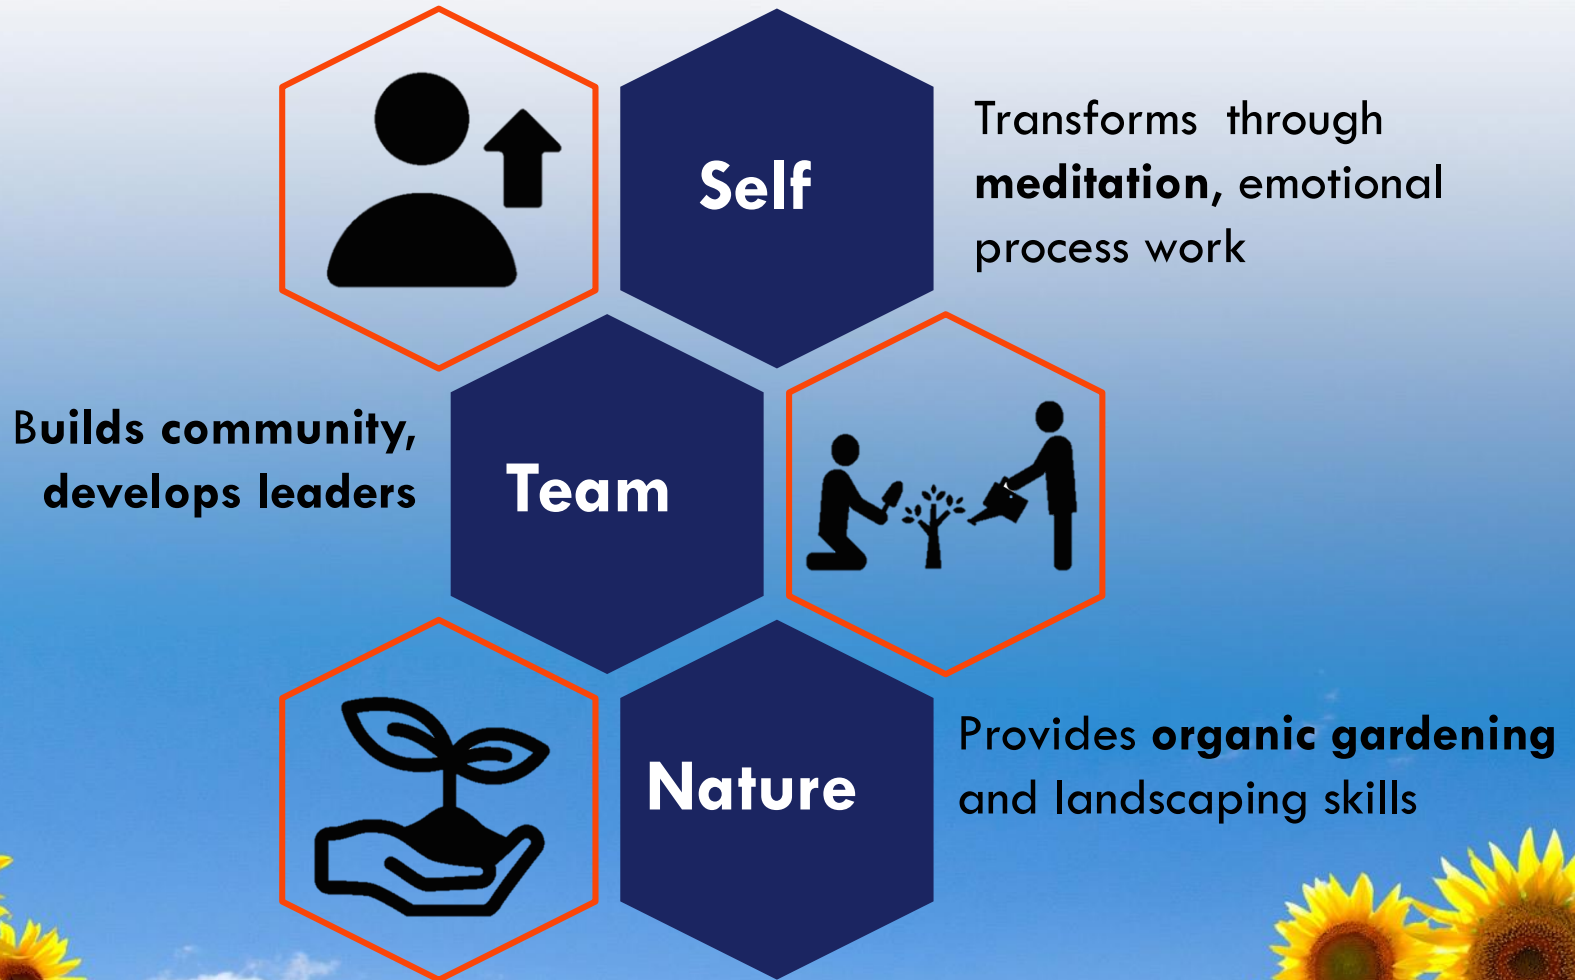 Self
Transforms through
meditation, emotional
process work
Builds community,
develops leaders
Team
Nature
Provides organic gardening
and landscaping skills